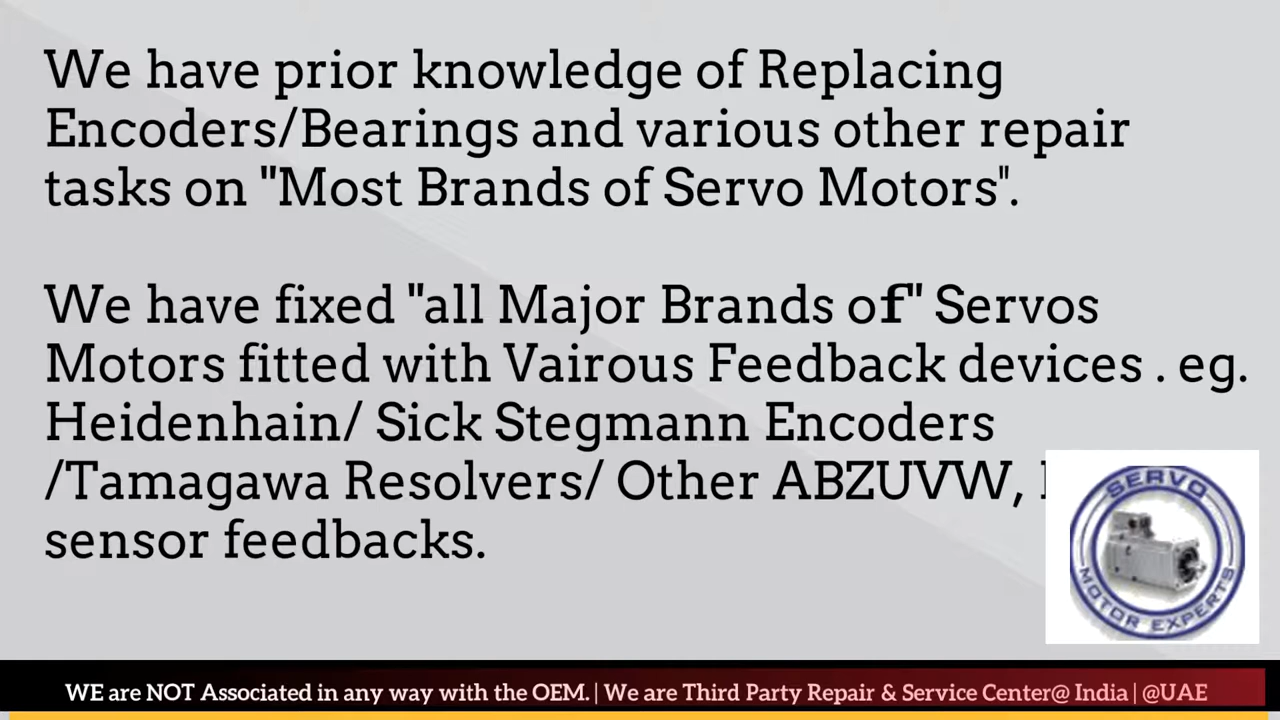 We have prior knowledge of Replacing
Encoders/Bearings and various other repair
tasks on "Most Brands of Servo Motors".
We have fixed "all Major Brands of" Servos
Motors fitted with Vairous Feedback devices . eg.
Heidenhain/ Sick Stegmann Encoders
/Tamagawa Resolvers/ Other ABZUVW,
sensor feedbacks.
SERVO
MOTOR EXPERTS
WE are NOT Associated in any way with the OEM. | We are Third Party Repair & Service Center@ India | @UAE